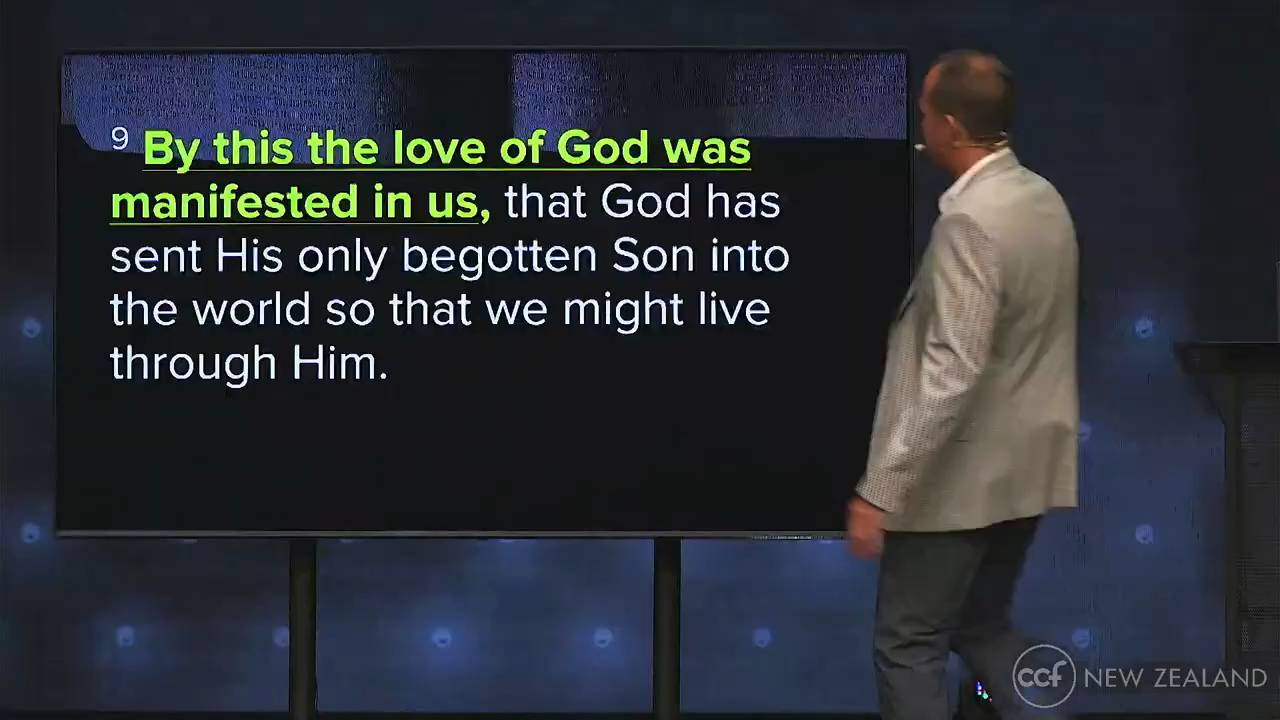 9 By this the love of God was
manifested in us, that God has
sent His only begotten Son into
the world so that we might live
through Him.
ccf NEW ZEALAND